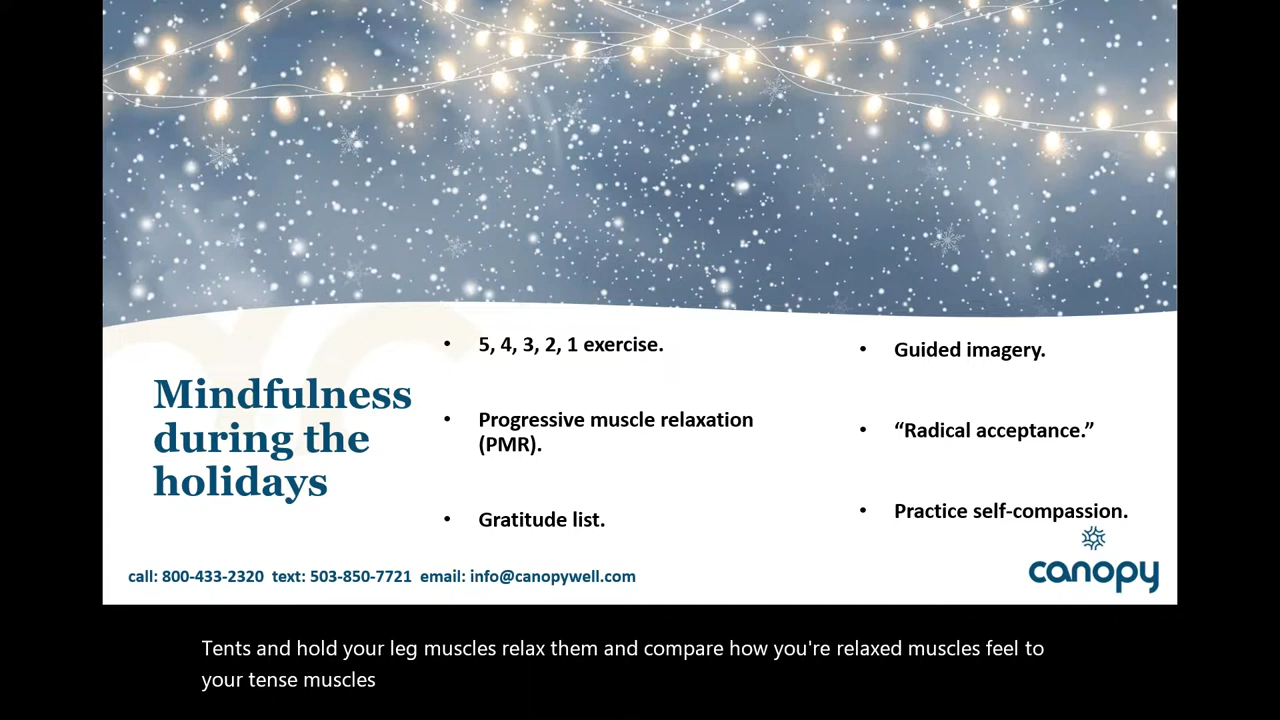 Mindfulness
during the
holidays
• 5, 4, 3, 2, 1 exercise.
• Progressive muscle relaxation
(PMR).
• Gratitude list.
• Guided imagery.
• “Radical acceptance.”
• Practice self-compassion.
call: 800-433-2320 text: 503-850-7721 email: info@canopywell.com
canopy
Tents and hold your leg muscles relax them and compare how you're relaxed muscles feel to
your tense muscles